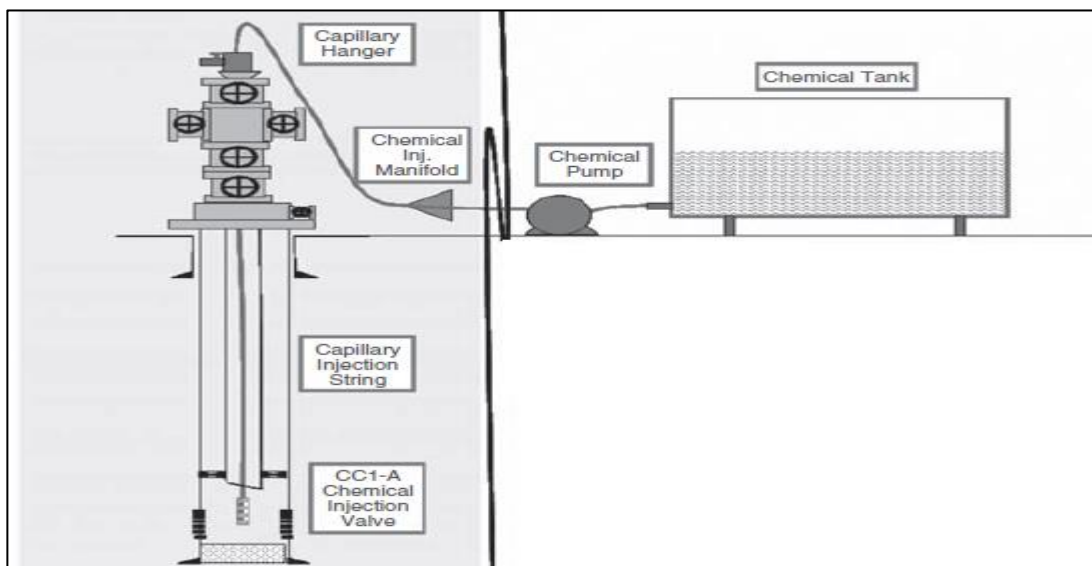 Capillary
Hanger
Chemical Tank
Chemical
Inj.
Manifold
Chemical
Pump
Capillary
Injection
String
CC1-A
Chemical
Injection
Valve